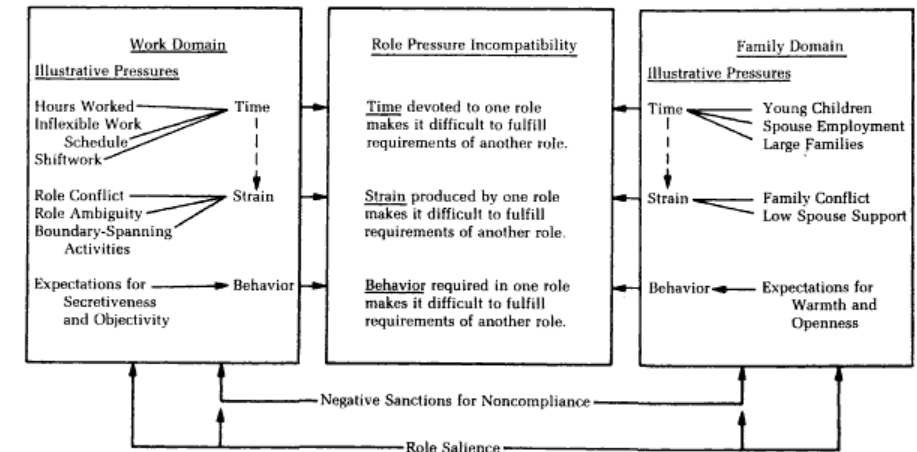 Work Domain
Illustrative Pressures
Hours Worked
Inflexible Work
Schedule
Shiftwork
Time
Role Conflict
Role Ambiguity
Boundary-Spanning
Activities
Strain
Expectations for
Secretiveness
and Objectivity
Behavior
Role Pressure Incompatibility
Time devoted to one role
makes it difficult to fulfill
requirements of another role.
Strain produced by one role
makes it difficult to fulfill
requirements of another role.
Behavior required in one role
makes it difficult to fulfill
requirements of another role.
Family Domain
Illustrative Pressures
Time
Young Children
Spouse Employment
Large Families
Strain
Family Conflict
Low Spouse Support
Behavior
Expectations for
Warmth and
Openness
Negative Sanctions for Noncompliance
Role Salience